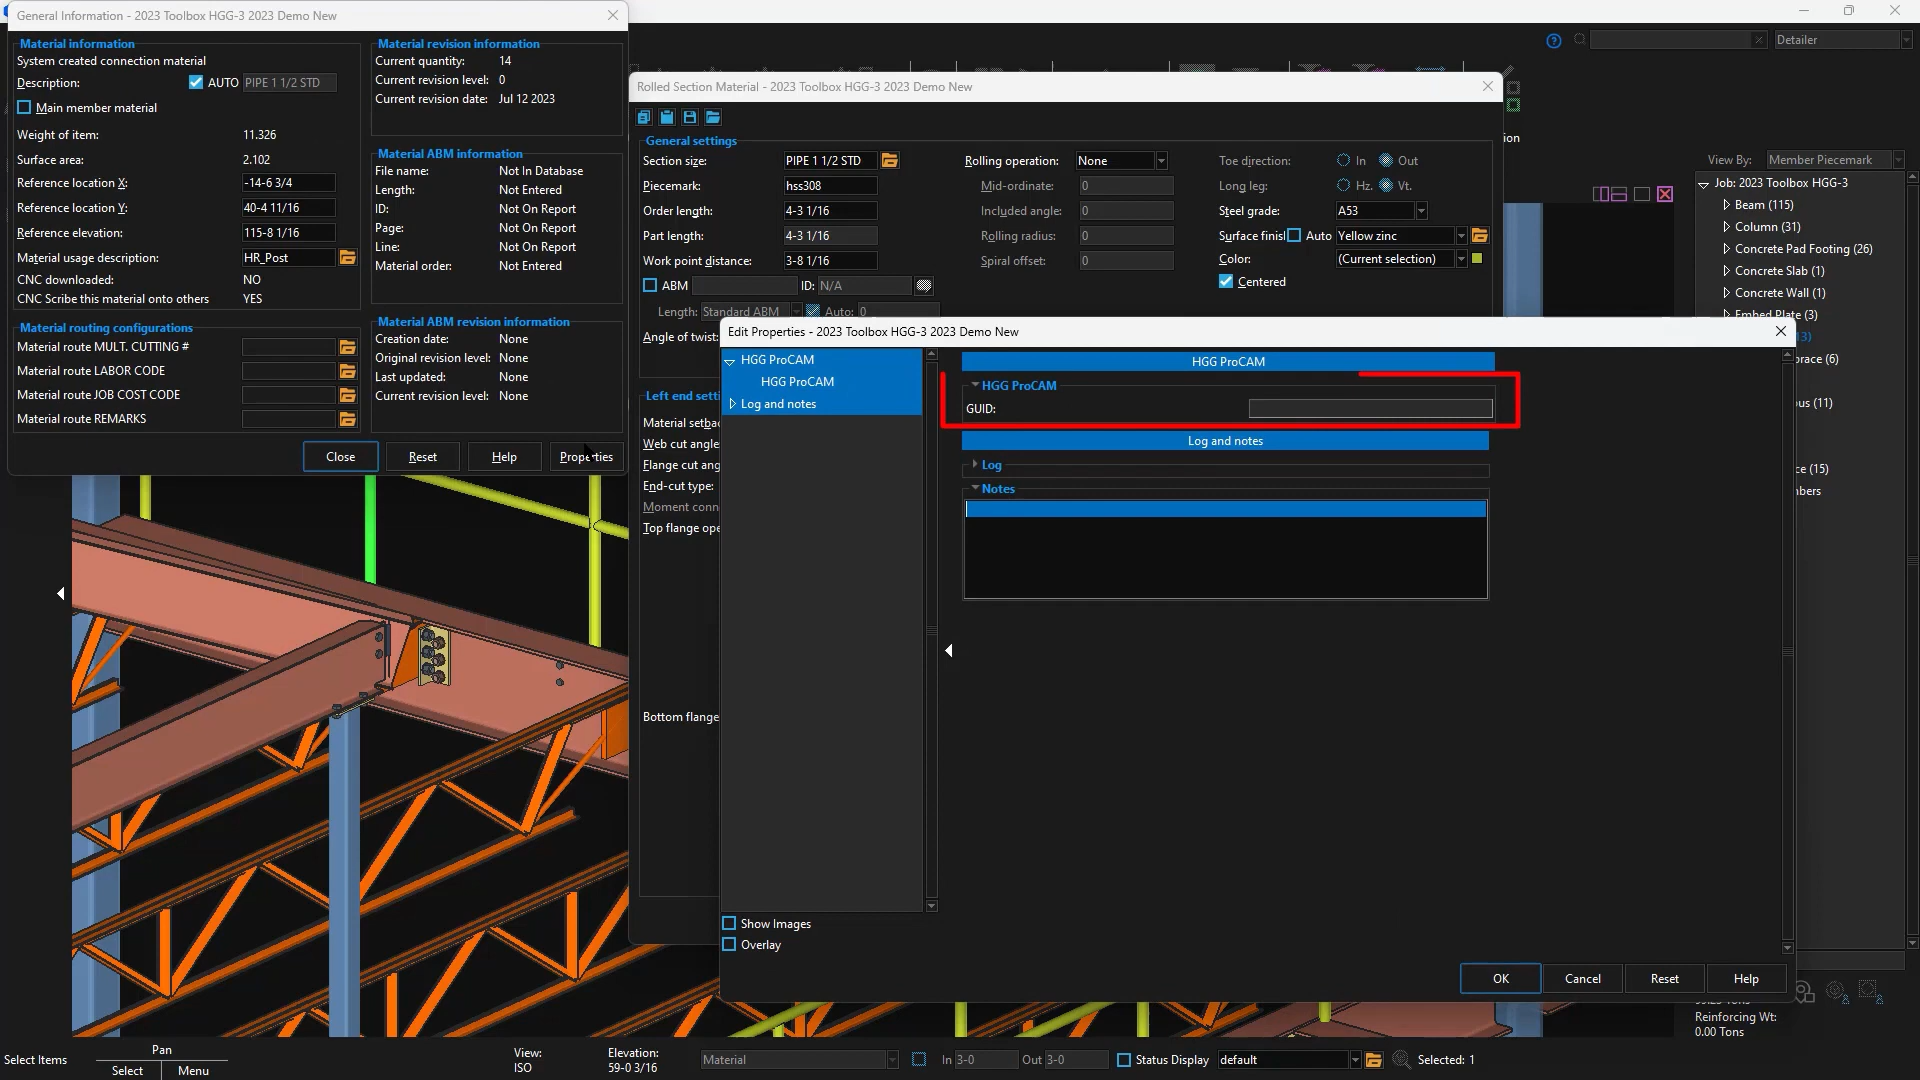 General Information - 2023 Toolbox HGG-3 2023 Demo New
Material information
System created connection material
Description: AUTO PIPE 1 1/2 STD
Main member material
Weight of item: 11.326
Surface area: 2.102
Reference location X: -14-6 3/4
Reference location Y: 40-4 11/16
Reference elevation: 115-8 1/16
Material usage description: HR_Post
CNC downloaded: NO
CNC Scribe this material onto others YES
Material routing configurations
Material route MULT. CUTTING #
Material route LABOR CODE
Material route JOB COST CODE
Material route REMARKS
Material revision information
Current quantity: 14
Current revision level: 0
Current revision date: Jul 12 2023
Material ABM information
File name: Not In Database
Length: Not Entered
ID: Not On Report
Page: Not On Report
Line: Not On Report
Material order: Not Entered
Material ABM revision information
Creation date: None
Original revision level: None
Last updated: None
Current revision level: None
Close Reset Help Properties
Rolled Section Material - 2023 Toolbox HGG-3 2023 Demo New
General settings
Section size: PIPE 1 1/2 STD
Piecemark: hss308
Order length: 4-3 1/16
Part length: 4-3 1/16
Work point distance: 3-8 1/16
ABM ID: N/A
Length: Standard ABM Auto: 0
Angle of twist:
Rolling operation: None
Mid-ordinate: 0
Included angle: 0
Rolling radius: 0
Spiral offset: 0
Toe direction: In Out
Long leg: Hz. Vt.
Steel grade: A53
Surface finisl Auto Yellow zinc
Color: (Current selection)
Centered
Left end setti
Material setba
Web cut angle
Flange cut ang
End-cut type:
Moment conn
Top flange ope
Bottom flange
Edit Properties - 2023 Toolbox HGG-3 2023 Demo New
HGG ProCAM
HGG ProCAM
Log and notes
Show Images
Overlay
HGG ProCAM
HGG ProCAM
GUID:
Log and notes
Log
Notes
OK Cancel Reset Help
Detailer
ion
View By: Member Piecemark
Job: 2023 Toolbox HGG-3
Beam (115)
Column (31)
Concrete Pad Footing (26)
Concrete Slab (1)
Concrete Wall (1)
Embed Plate (3)
13)
brace (6)
ous (11)
ce (15)
nbers
Reinforcing Wt:
0.00 Tons
Select Items
Pan
Select Menu
View:
ISO
Elevation:
59-0 3/16
Material
In 3-0 Out 3-0
Status Display default
Selected: 1